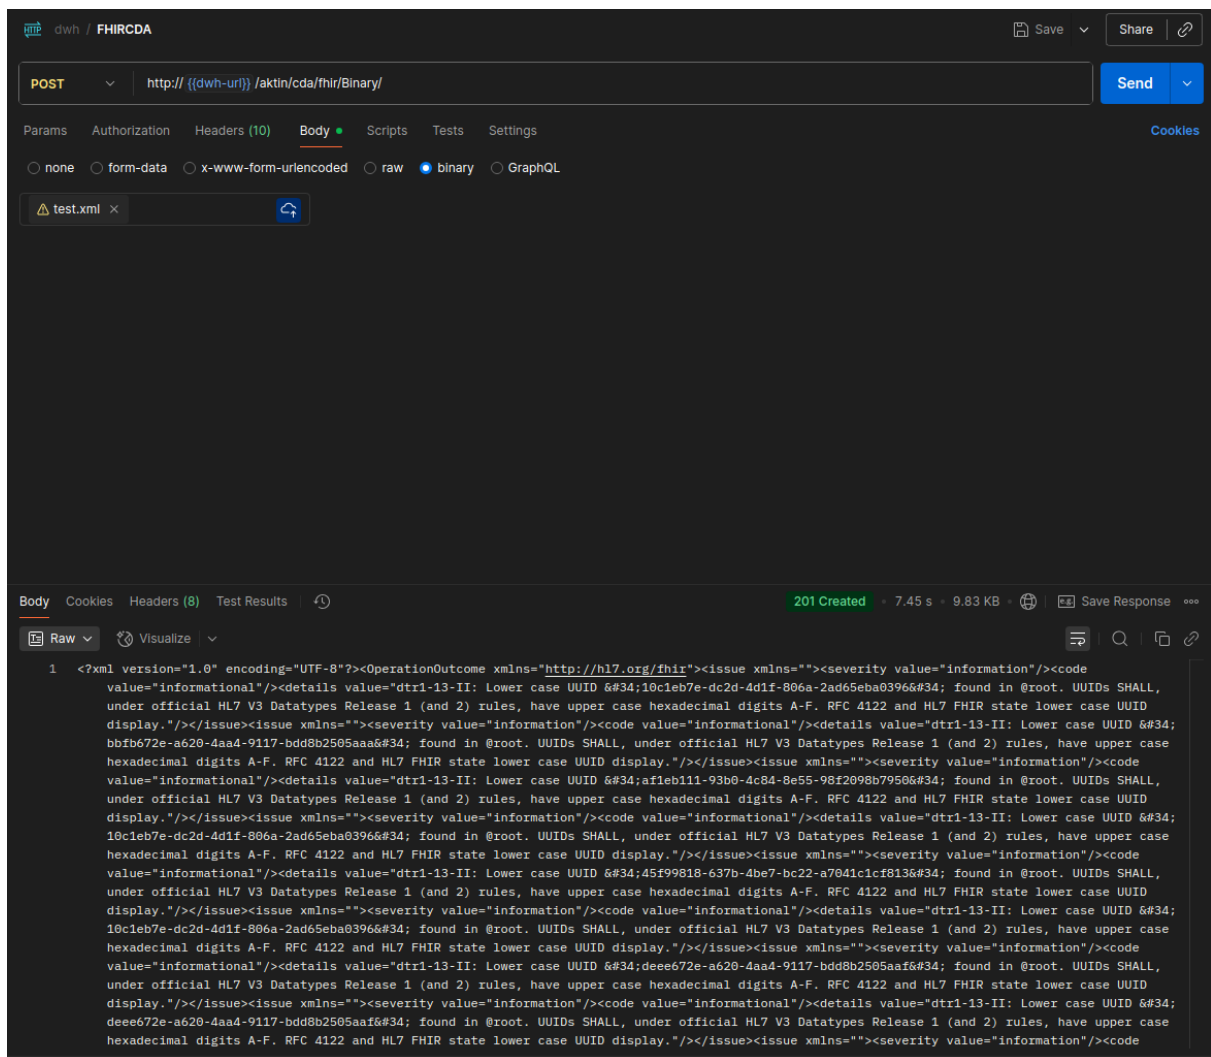 HTTP dwh / FHIRCDA Save Share
POST http:// {{dwh-url}} /aktin/cda/fhir/Binary/ Send
Params Authorization Headers (10) Body Scripts Tests Settings Cookies
none form-data x-www-form-urlencoded raw binary GraphQL
test.xml
Body Cookies Headers (8) Test Results 201 Created 7.45 s 9.83 KB e.g. Save Response
Raw Visualize
1 <?xml version="1.0" encoding="UTF-8"?><OperationOutcome xmlns="http://hl7.org/fhir"><issue xmlns=""><severity value="information"/><code
value="informational"/><details value="dtr1-13-II: Lower case UUID &#34;10c1eb7e-dc2d-4d1f-806a-2ad65eba0396&#34; found in @root. UUIDs SHALL,
under official HL7 V3 Datatypes Release 1 (and 2) rules, have upper case hexadecimal digits A-F. RFC 4122 and HL7 FHIR state lower case UUID
display."/></issue><issue xmlns=""><severity value="information"/><code value="informational"/><details value="dtr1-13-II: Lower case UUID &#34;
bbfb672e-a620-4aa4-9117-bdd8b2505aaa&#34; found in @root. UUIDs SHALL, under official HL7 V3 Datatypes Release 1 (and 2) rules, have upper case
hexadecimal digits A-F. RFC 4122 and HL7 FHIR state lower case UUID display."/></issue><issue xmlns=""><severity value="information"/><code
value="informational"/><details value="dtr1-13-II: Lower case UUID &#34;af1eb111-93b0-4c84-8e55-98f2098b7950&#34; found in @root. UUIDs SHALL,
under official HL7 V3 Datatypes Release 1 (and 2) rules, have upper case hexadecimal digits A-F. RFC 4122 and HL7 FHIR state lower case UUID
display."/></issue><issue xmlns=""><severity value="information"/><code value="informational"/><details value="dtr1-13-II: Lower case UUID &#34;
10c1eb7e-dc2d-4d1f-806a-2ad65eba0396&#34; found in @root. UUIDs SHALL, under official HL7 V3 Datatypes Release 1 (and 2) rules, have upper case
hexadecimal digits A-F. RFC 4122 and HL7 FHIR state lower case UUID display."/></issue><issue xmlns=""><severity value="information"/><code
value="informational"/><details value="dtr1-13-II: Lower case UUID &#34;45f99818-637b-4be7-bc22-a7041c1cf813&#34; found in @root. UUIDs SHALL,
under official HL7 V3 Datatypes Release 1 (and 2) rules, have upper case hexadecimal digits A-F. RFC 4122 and HL7 FHIR state lower case UUID
display."/></issue><issue xmlns=""><severity value="information"/><code value="informational"/><details value="dtr1-13-II: Lower case UUID &#34;
10c1eb7e-dc2d-4d1f-806a-2ad65eba0396&#34; found in @root. UUIDs SHALL, under official HL7 V3 Datatypes Release 1 (and 2) rules, have upper case
hexadecimal digits A-F. RFC 4122 and HL7 FHIR state lower case UUID display."/></issue><issue xmlns=""><severity value="information"/><code
value="informational"/><details value="dtr1-13-II: Lower case UUID &#34;deee672e-a620-4aa4-9117-bdd8b2505aaf&#34; found in @root. UUIDs SHALL,
under official HL7 V3 Datatypes Release 1 (and 2) rules, have upper case hexadecimal digits A-F. RFC 4122 and HL7 FHIR state lower case UUID
display."/></issue><issue xmlns=""><severity value="information"/><code value="informational"/><details value="dtr1-13-II: Lower case UUID &#34;
deee672e-a620-4aa4-9117-bdd8b2505aaf&#34; found in @root. UUIDs SHALL, under official HL7 V3 Datatypes Release 1 (and 2) rules, have upper case
hexadecimal digits A-F. RFC 4122 and HL7 FHIR state lower case UUID display."/></issue><issue xmlns=""><severity value="information"/><code